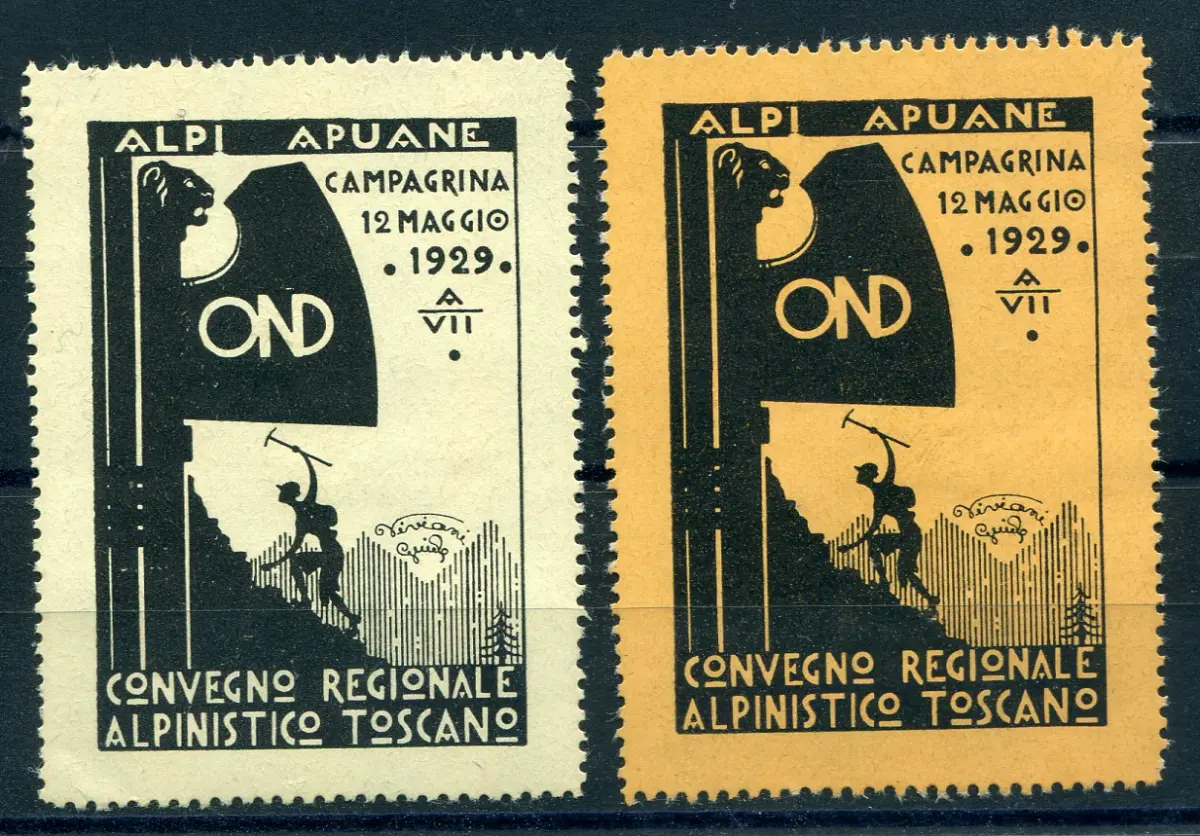 ALPI APUANE
CAMPAGRINA
12 MAGGIO
. 1929 .
A
VII
.
OND
Viviani
Guido
CONVEGNO REGIONALE
ALPINISTICO TOSCANO
ALPI APUANE
CAMPAGRINA
12 MAGGIO
. 1929 .
A
VII
.
OND
Viviani
Guido
CONVEGNO REGIONALE
ALPINISTICO TOSCANO